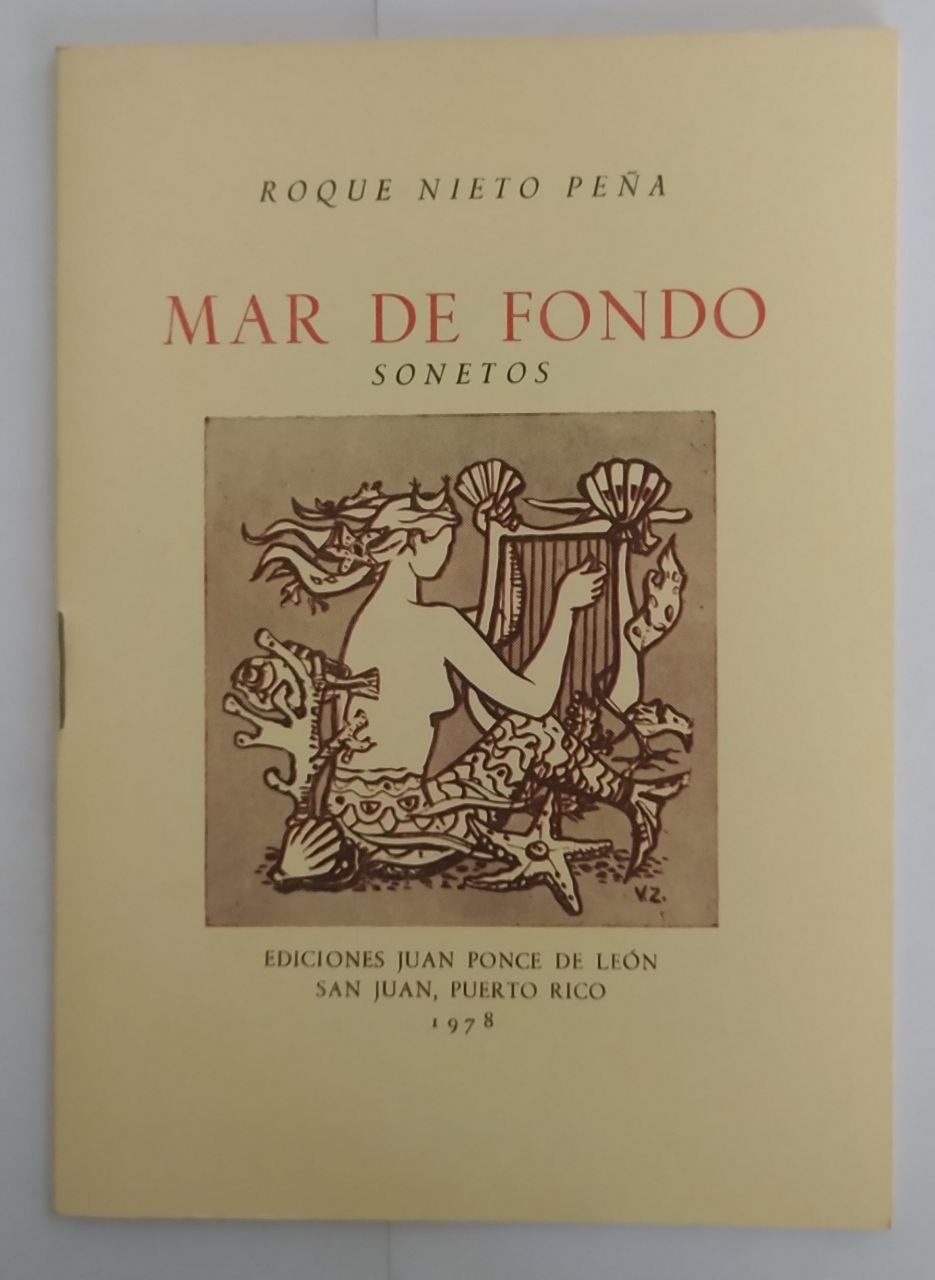 ROQUE NIETO PEÑA
MAR DE FONDO
SONETOS
V.Z.
EDICIONES JUAN PONCE DE LEÓN
SAN JUAN, PUERTO RICO
1978